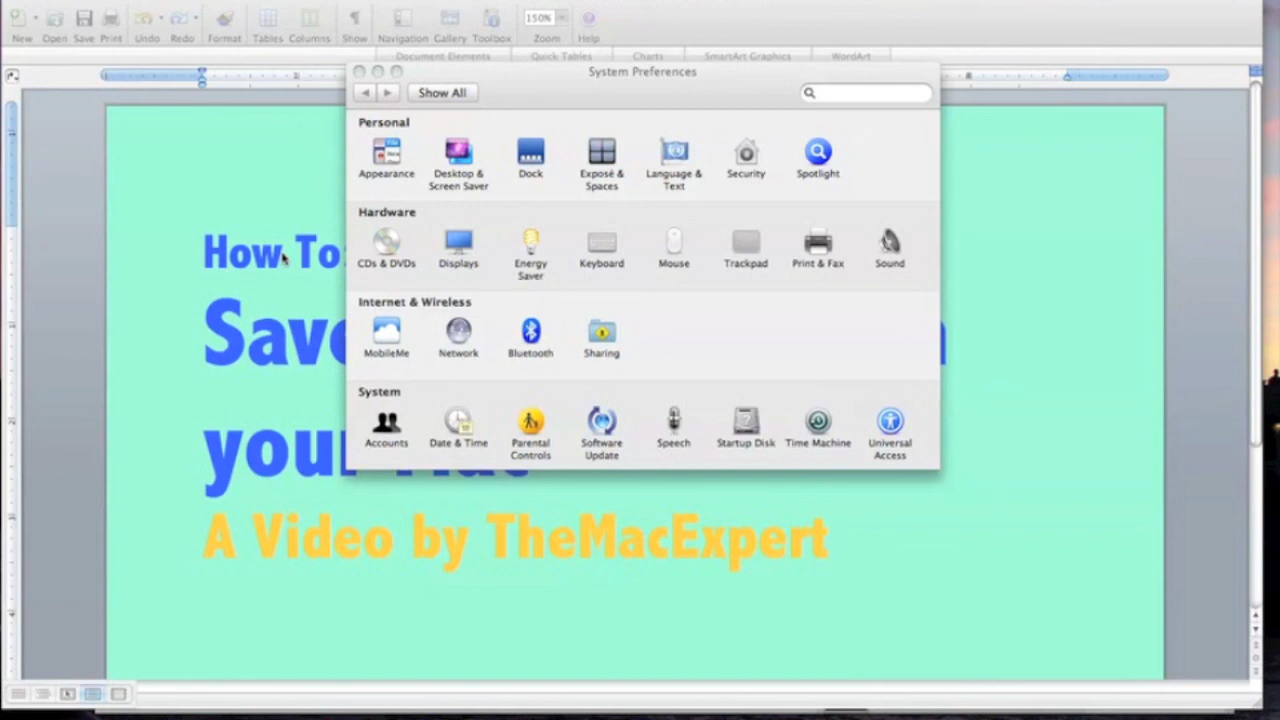 New Open Save Print Undo Redo Format Tables Columns Show Navigation Gallery Toolbox 150% Zoom Help
Document Elements Quick Tables Charts SmartArt Graphics WordArt
System Preferences
Show All
Personal
Appearance Desktop & Screen Saver Dock Exposé & Spaces Language & Text Security Spotlight
Hardware
CDs & DVDs Displays Energy Saver Keyboard Mouse Trackpad Print & Fax Sound
Internet & Wireless
MobileMe Network Bluetooth Sharing
System
Accounts Date & Time Parental Controls Software Update Speech Startup Disk Time Machine Universal Access
How To
Save
your Mac
A Video by TheMacExpert